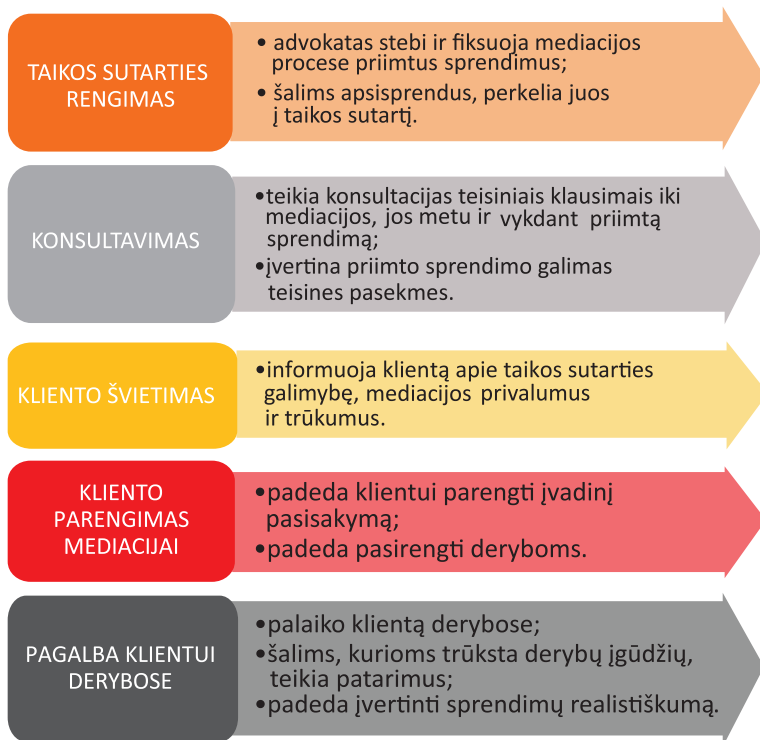 TAIKOS SUTARTIES
RENGIMAS
• advokatas stebi ir fiksuoja mediacijos
procese priimtus sprendimus;
• šalims apsisprendus, perkelia juos
į taikos sutartį.
KONSULTAVIMAS
•teikia konsultacijas teisiniais klausimais iki
mediacijos, jos metu ir vykdant priimtą
sprendimą;
•įvertina priimto sprendimo galimas
teisines pasekmes.
KLIENTO ŠVIETIMAS
•informuoja klientą apie taikos sutarties
galimybę, mediacijos privalumus
ir trūkumus.
KLIENTO
PARENGIMAS
MEDIACIJAI
•padeda klientui parengti įvadinį
pasisakymą;
•padeda pasirengti deryboms.
PAGALBA KLIENTUI
DERYBOSE
•palaiko klientą derybose;
•šalims, kurioms trūksta derybų įgūdžių,
teikia patarimus;
•padeda įvertinti sprendimų realistiškumą.